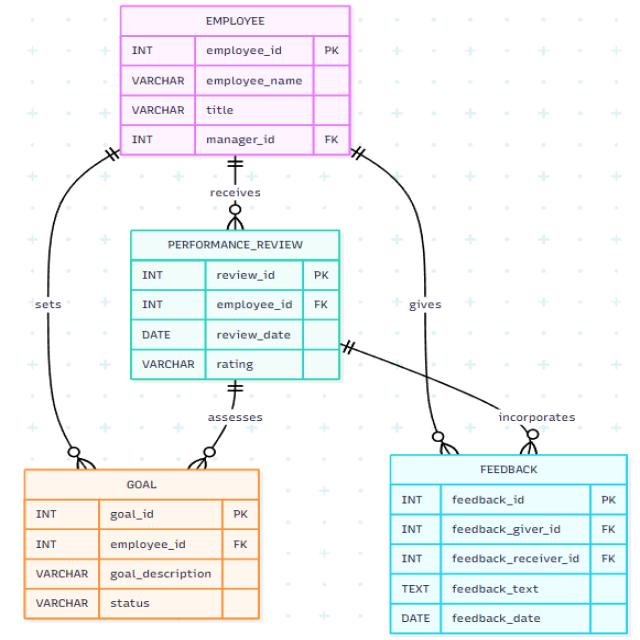 EMPLOYEE
INT employee_id PK
VARCHAR employee_name
VARCHAR title
INT manager_id FK
receives
PERFORMANCE_REVIEW
INT review_id PK
INT employee_id FK
DATE review_date
VARCHAR rating
sets
gives
assesses
incorporates
GOAL
INT goal_id PK
INT employee_id FK
VARCHAR goal_description
VARCHAR status
FEEDBACK
INT feedback_id PK
INT feedback_giver_id FK
INT feedback_receiver_id FK
TEXT feedback_text
DATE feedback_date